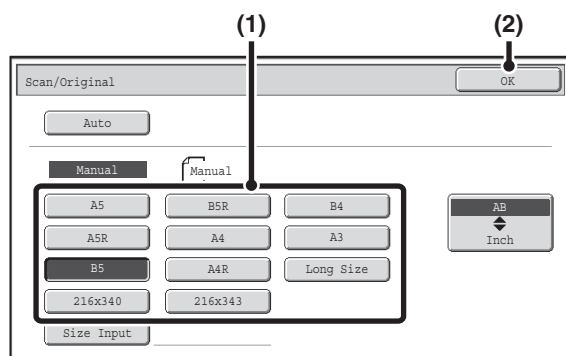 (1) (2)
Scan/Original OK
Auto
Manual Manual
A5 B5R B4
AB
A5R A4 A3
Inch
B5 A4R Long Size
216x340 216x343
Size Input